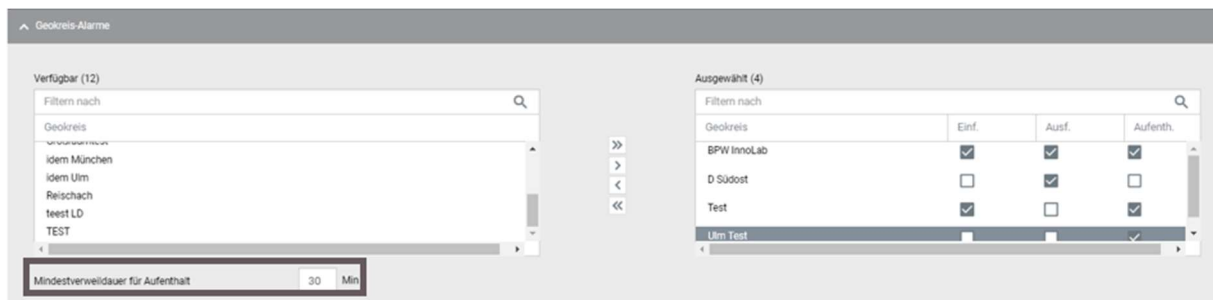 Geokreis-Alarme
Verfügbar (12)
Filtern nach
Geokreis
idem München
idem Ulm
Reischach
teest LD
TEST
Mindestverweildauer für Aufenthalt 30 Min
Ausgewählt (4)
Filtern nach
Geokreis Einf. Ausf. Aufenth.
BPW InnoLab
D Südost
Test
Ulm Test